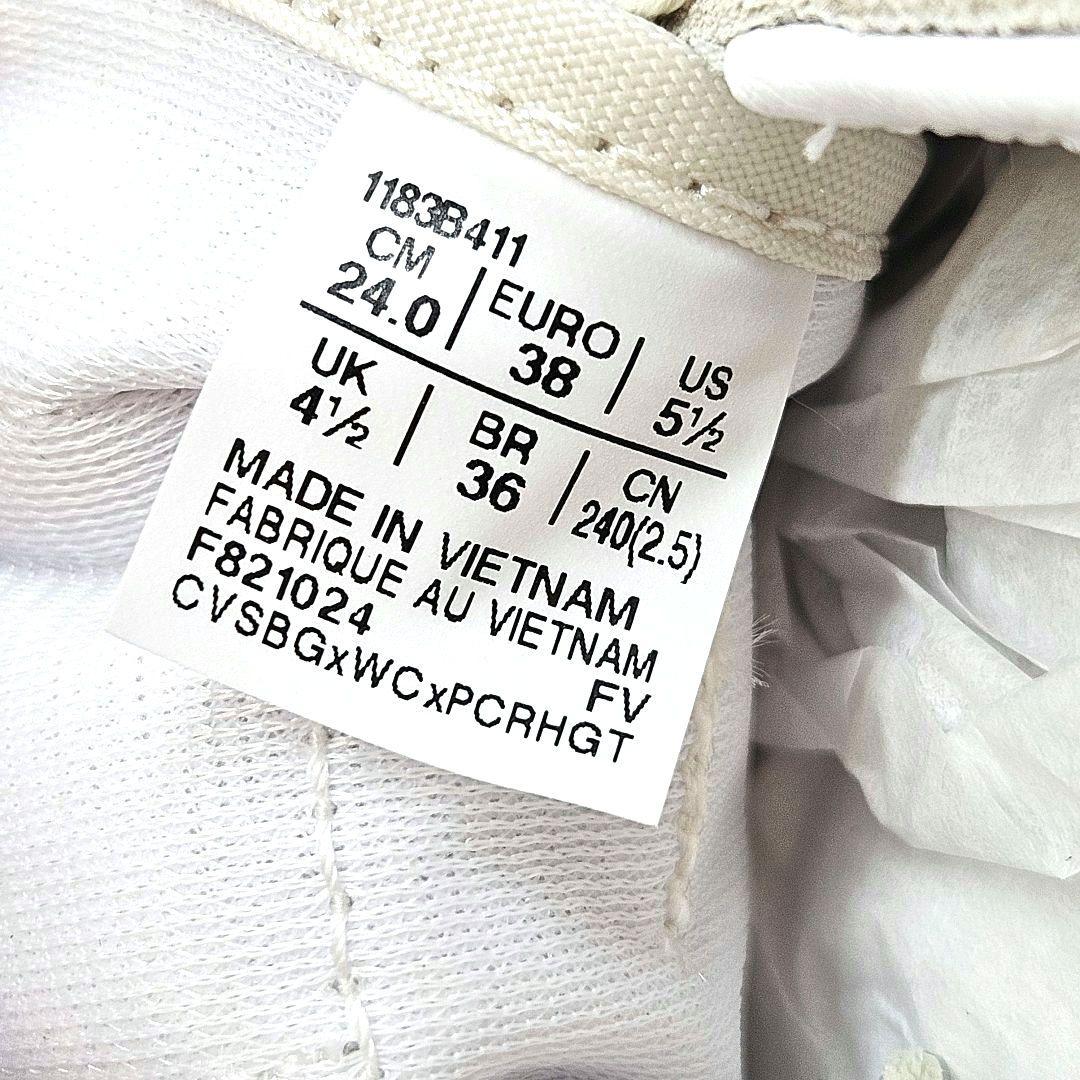 1183B411
CM | EURO | US
24.0 | 38 | 5½
UK | BR | CN
4½ | 36 | 240(2.5)
MADE IN VIETNAM
FABRIQUE AU VIETNAM
F821024 FV
CVSBGxWCxPCRHGT